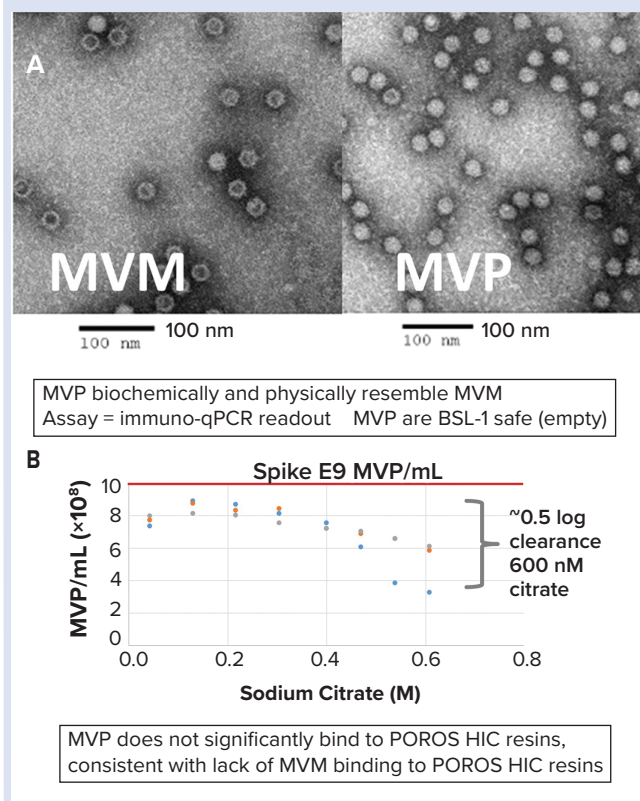 A
MVM
MVP
100 nm
100 nm
100 nm
100 nm
MVP biochemically and physically resemble MVM
Assay = immuno-qPCR readout MVP are BSL-1 safe (empty)
B
Spike E9 MVP/mL
MVP/mL (×10⁸)
10
8
6
4
2
0
0.0 0.2 0.4 0.6 0.8
Sodium Citrate (M)
~0.5 log
clearance
600 nM
citrate
MVP does not significantly bind to POROS HIC resins,
consistent with lack of MVM binding to POROS HIC resins